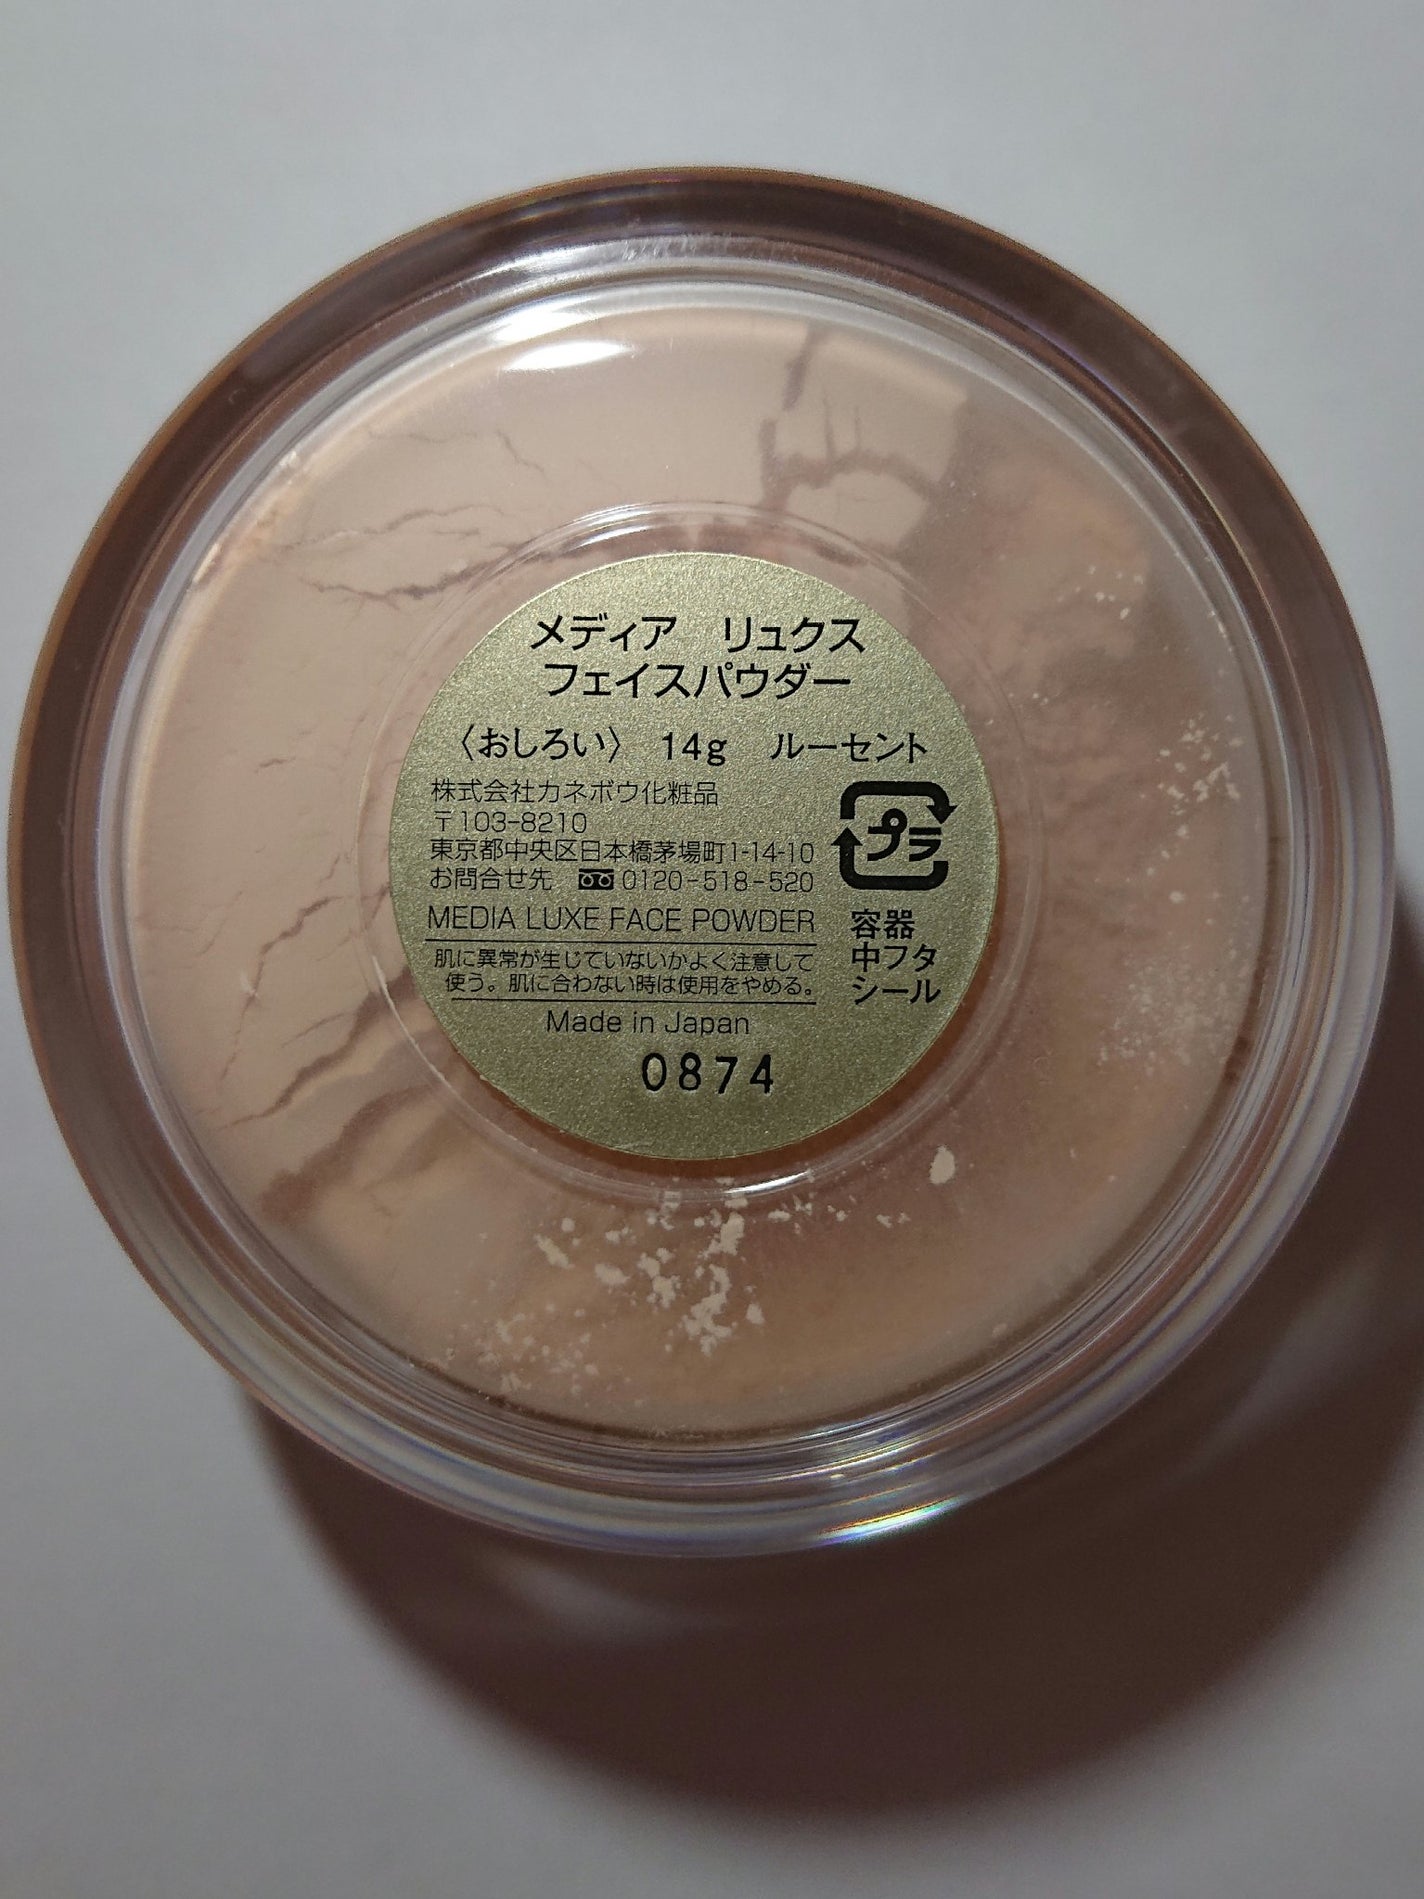 メディア リュクス
フェイスパウダー
〈おしろい〉 14g ルーセント
株式会社カネボウ化粧品
〒103-8210
東京都中央区日本橋茅場町1-14-10
お問合せ先 0120-518-520
MEDIA LUXE FACE POWDER
肌に異常が生じていないかよく注意して
使う。肌に合わない時は使用をやめる。
Made in Japan
0874
プラ
容器
中フタ
シール